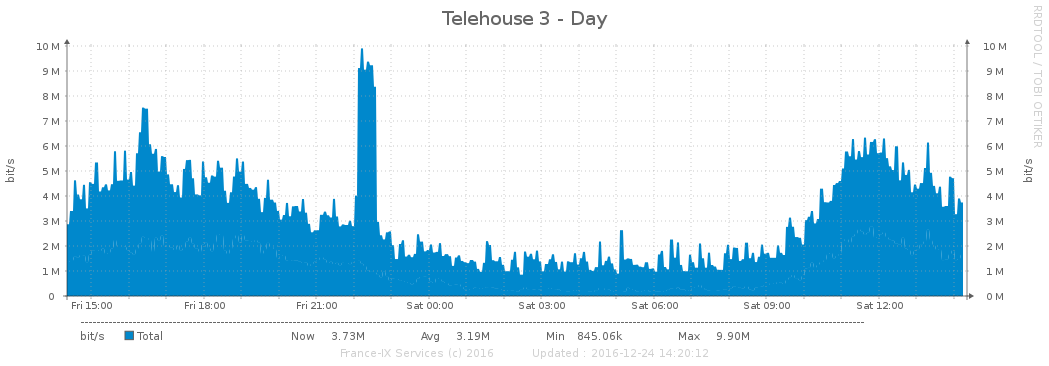 Telehouse 3 - Day
RRDTOOL / TOBI OETIKER
10 M 10 M
9 M 9 M
8 M 8 M
7 M 7 M
6 M 6 M
5 M 5 M
4 M 4 M
3 M 3 M
2 M 2 M
1 M 1 M
0 0 M
bit/s
bit/s
Fri 15:00 Fri 18:00 Fri 21:00 Sat 00:00 Sat 03:00 Sat 06:00 Sat 09:00 Sat 12:00
bit/s Total Now 3.73M Avg 3.19M Min 845.06k Max 9.90M
France-IX Services (c) 2016 Updated : 2016-12-24 14:20:12